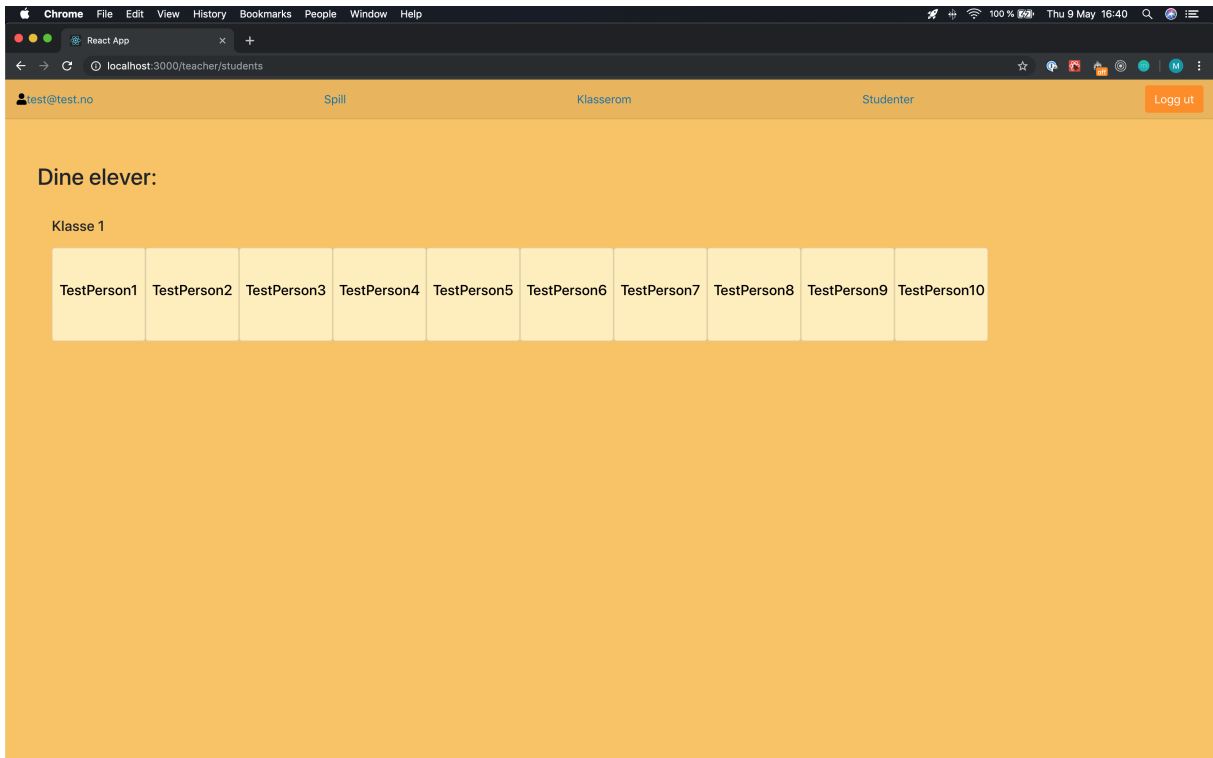 Chrome File Edit View History Bookmarks People Window Help 100 % Thu 9 May 16:40
React App
localhost:3000/teacher/students off M
test@test.no Spill Klasserom Studenter Logg ut
Dine elever:
Klasse 1
TestPerson1 TestPerson2 TestPerson3 TestPerson4 TestPerson5 TestPerson6 TestPerson7 TestPerson8 TestPerson9 TestPerson10